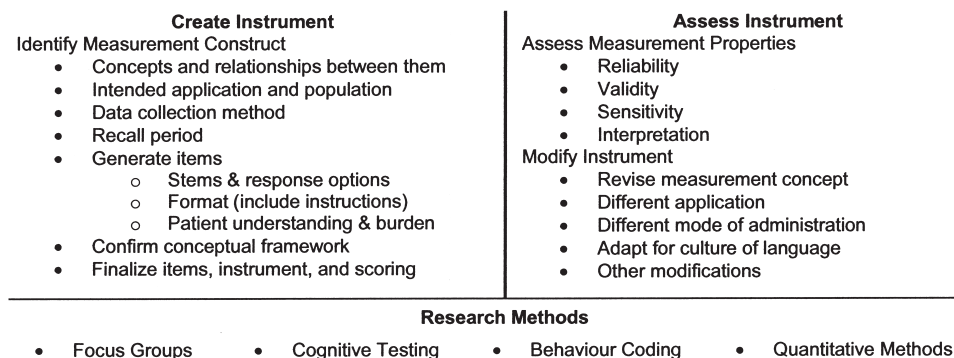 Create Instrument
Identify Measurement Construct
• Concepts and relationships between them
• Intended application and population
• Data collection method
• Recall period
• Generate items
o Stems & response options
o Format (include instructions)
o Patient understanding & burden
• Confirm conceptual framework
• Finalize items, instrument, and scoring
Assess Instrument
Assess Measurement Properties
• Reliability
• Validity
• Sensitivity
• Interpretation
Modify Instrument
• Revise measurement concept
• Different application
• Different mode of administration
• Adapt for culture of language
• Other modifications
Research Methods
• Focus Groups • Cognitive Testing • Behaviour Coding • Quantitative Methods